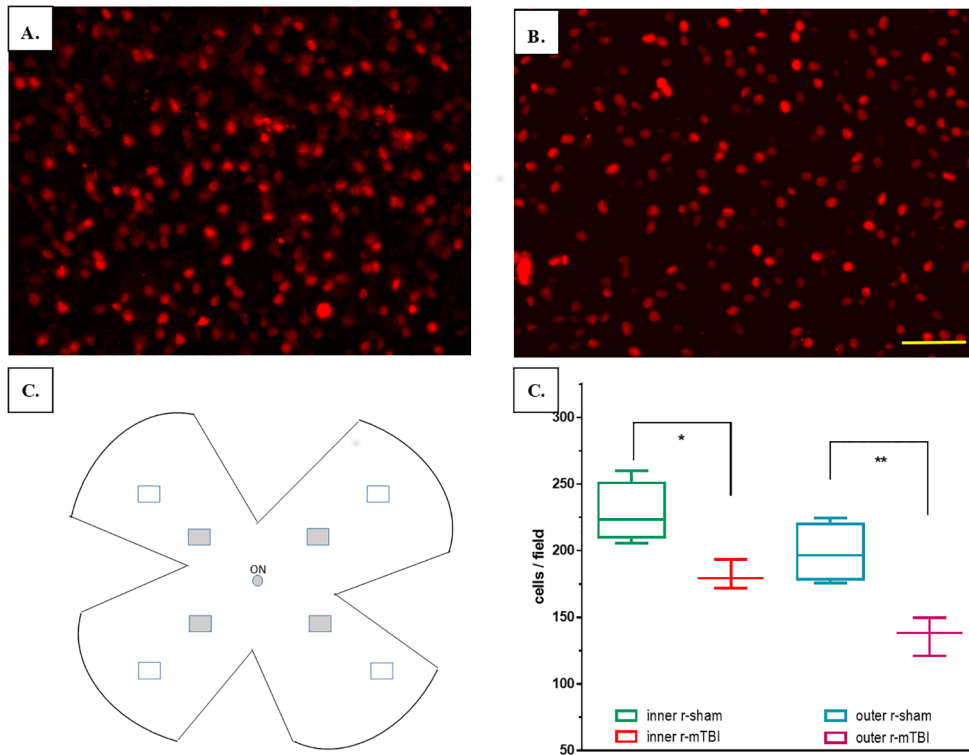 A.
B.
C.
ON
C.
cells / field
300
250
200
150
100
50
*
**
inner r-sham
inner r-mTBI
outer r-sham
outer r-mTBI